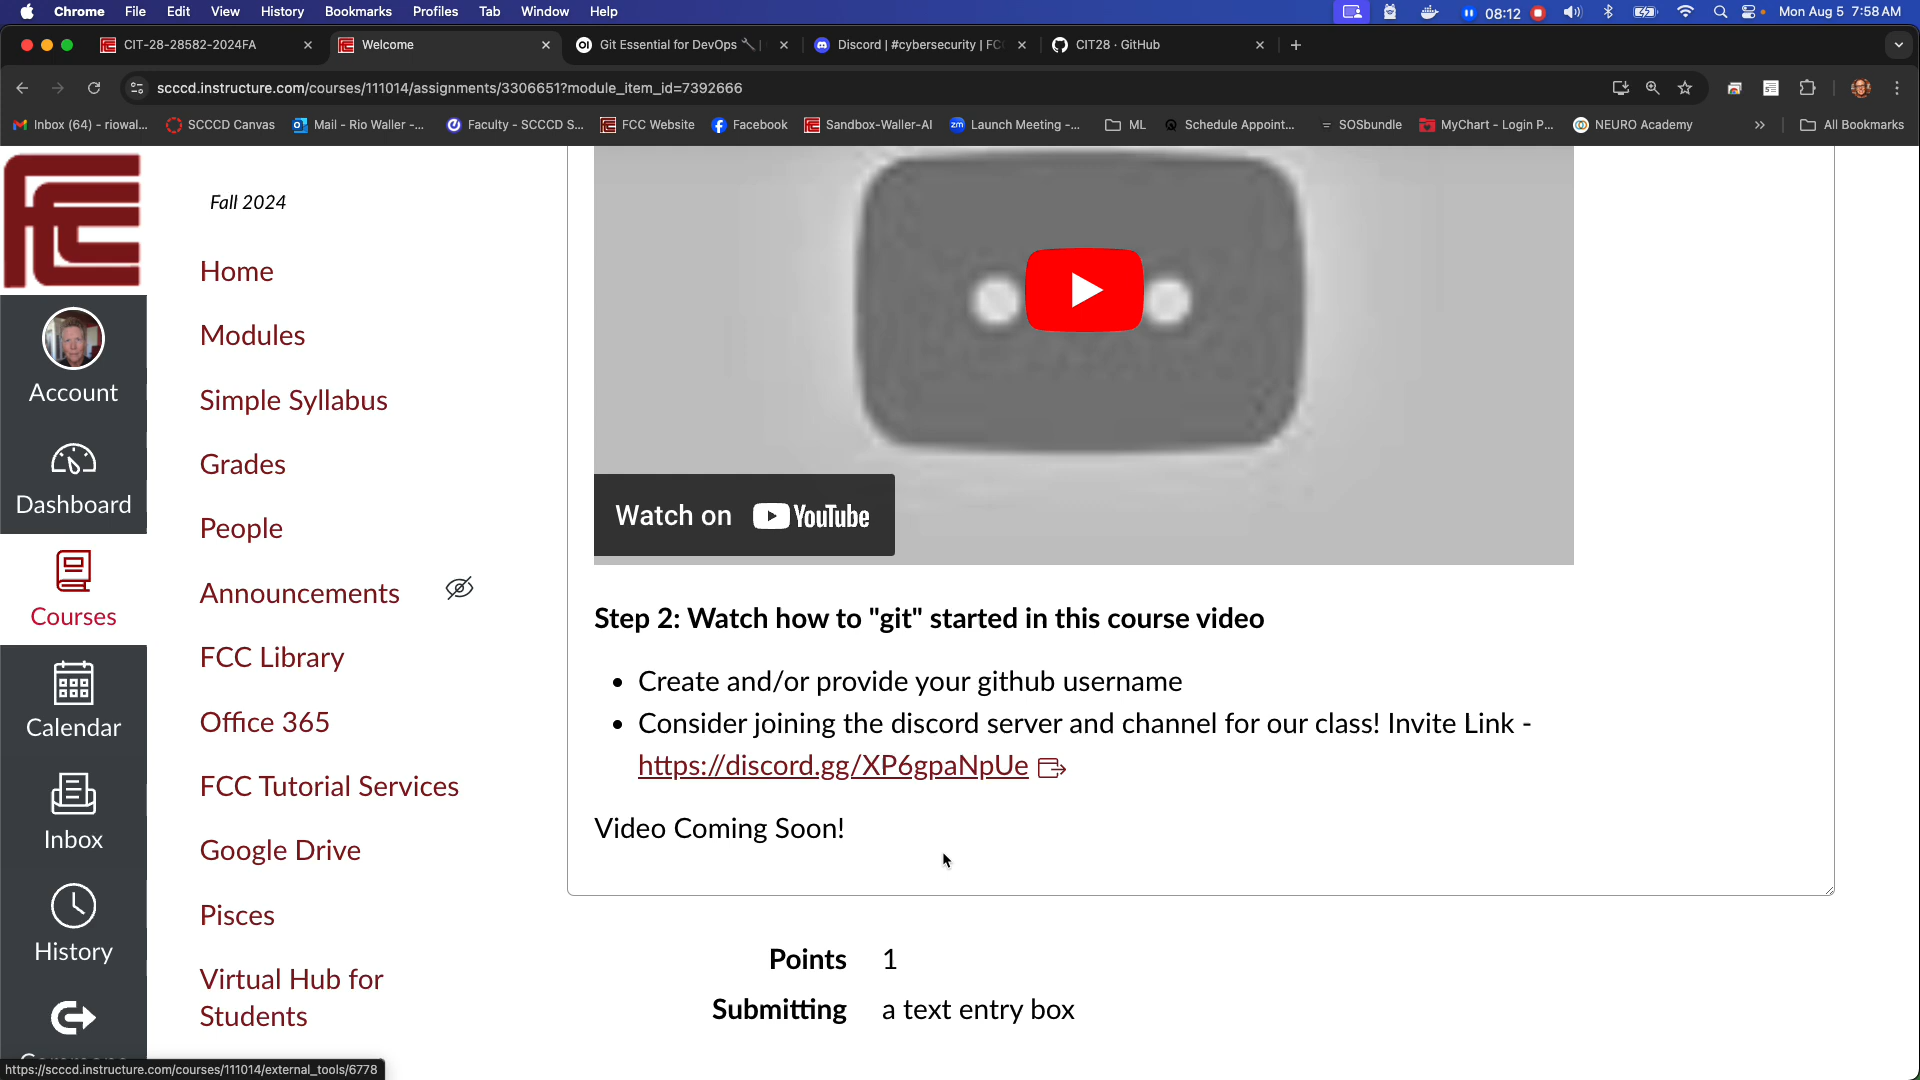 Chrome File Edit View History Bookmarks Profiles Tab Window Help 08:12 Mon Aug 5 7:58 AM
CIT-28-28582-2024FA Welcome Git Essential for DevOps Discord | #cybersecurity | FC CIT28 · GitHub
scccd.instructure.com/courses/111014/assignments/3306651?module_item_id=7392666
Inbox (64) - riowal... SCCCD Canvas Mail - Rio Waller -... Faculty - SCCCD S... FCC Website Facebook Sandbox-Waller-AI Launch Meeting -... ML Schedule Appoint... SOSbundle MyChart - Login P... NEURO Academy All Bookmarks
Fall 2024
Home
Modules
Simple Syllabus
Grades
People
Announcements
FCC Library
Office 365
FCC Tutorial Services
Google Drive
Pisces
Virtual Hub for
Students
Account
Dashboard
Courses
Calendar
Inbox
History
Watch on YouTube
Step 2: Watch how to "git" started in this course video
• Create and/or provide your github username
• Consider joining the discord server and channel for our class! Invite Link -
https://discord.gg/XP6gpaNpUe
Video Coming Soon!
Points 1
Submitting a text entry box
https://scccd.instructure.com/courses/111014/external_tools/6778